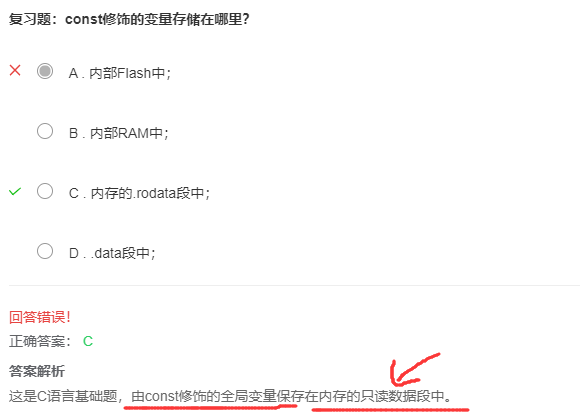 复习题：const修饰的变量存储在哪里？
A . 内部Flash中；
B . 内部RAM中；
C . 内存的.rodata段中；
D . .data段中；
回答错误！
正确答案： C
答案解析
这是C语言基础题，由const修饰的全局变量保存在内存的只读数据段中。